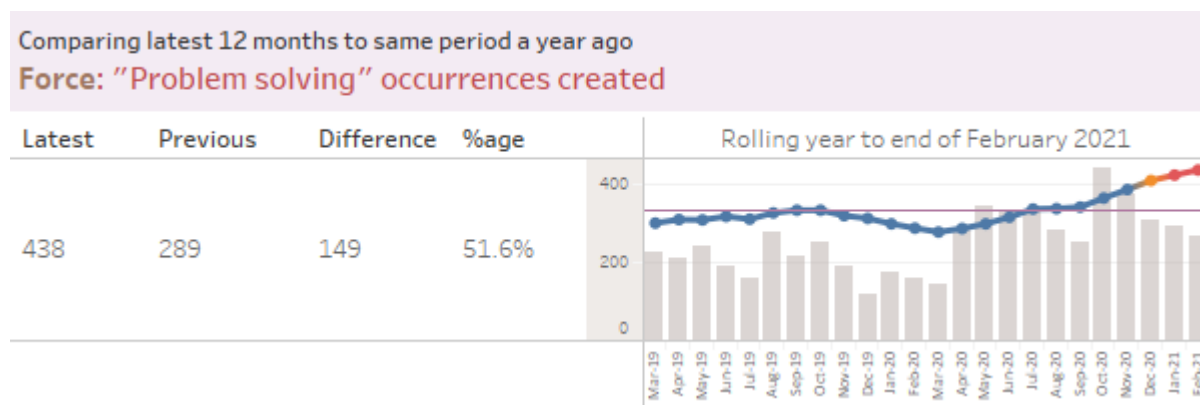 Comparing latest 12 months to same period a year ago
Force: ”Problem solving” occurrences created
Latest Previous Difference %age Rolling year to end of February 2021
438 289 149 51.6%
400
200
0
Mar-19 Apr-19 May-19 Jun-19 Jul-19 Aug-19 Sep-19 Oct-19 Nov-19 Dec-19 Jan-20 Feb-20 Mar-20 Apr-20 May-20 Jun-20 Jul-20 Aug-20 Sep-20 Oct-20 Nov-20 Dec-20 Jan-21 Feb-21